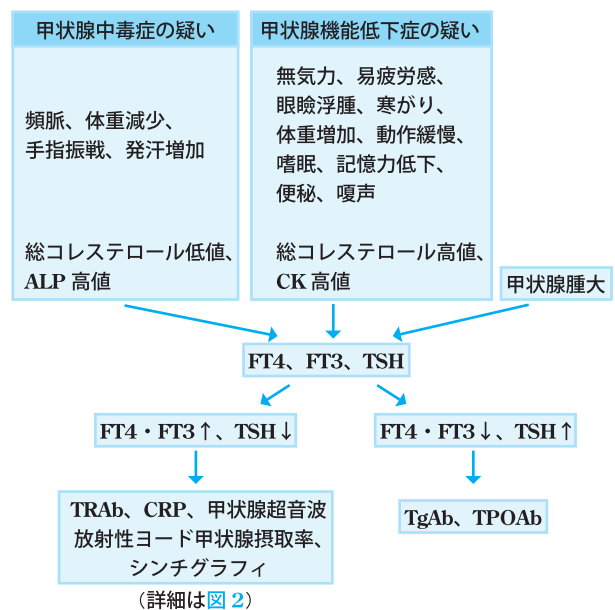 甲状腺中毒症の疑い
頻脈、体重減少、
手指振戦、発汗増加
総コレステロール低値、
ALP 高値
甲状腺機能低下症の疑い
無気力、易疲労感、
眼瞼浮腫、寒がり、
体重増加、動作緩慢、
嗜眠、記憶力低下、
便秘、嗄声
総コレステロール高値、
CK 高値
甲状腺腫大
FT4、FT3、TSH
FT4・FT3↑、TSH↓
FT4・FT3↓、TSH↑
TRAb、CRP、甲状腺超音波
放射性ヨード甲状腺摂取率、
シンチグラフィ
（詳細は図 2）
TgAb、TPOAb